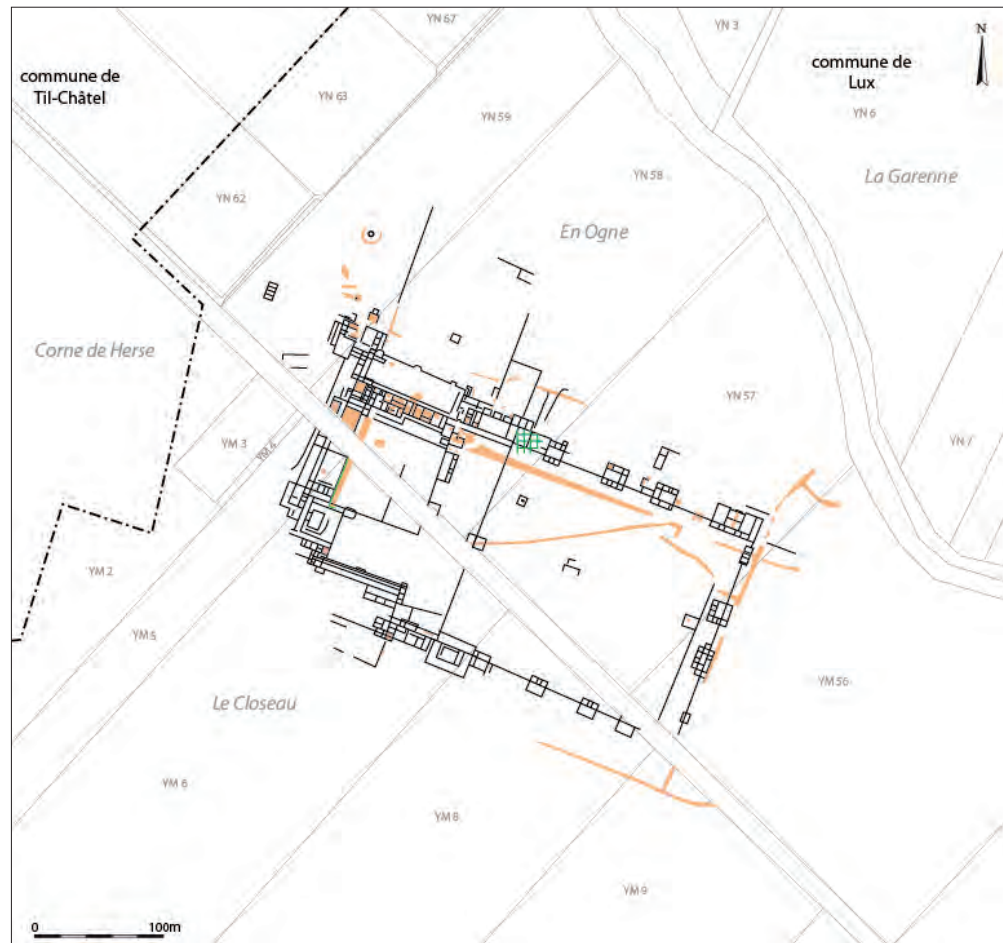 YN 67
YN 3
N
commune de
Til-Châtel
commune de
Lux
YN 63
YN 6
YN 59
YN 58
La Garenne
YN 62
En Ogne
Corne de Herse
YN 57
YM 3
YM 4
YN 7
YM 2
YM 5
YM 56
Le Closeau
YM 6
YM 8
YM 9
0
100m